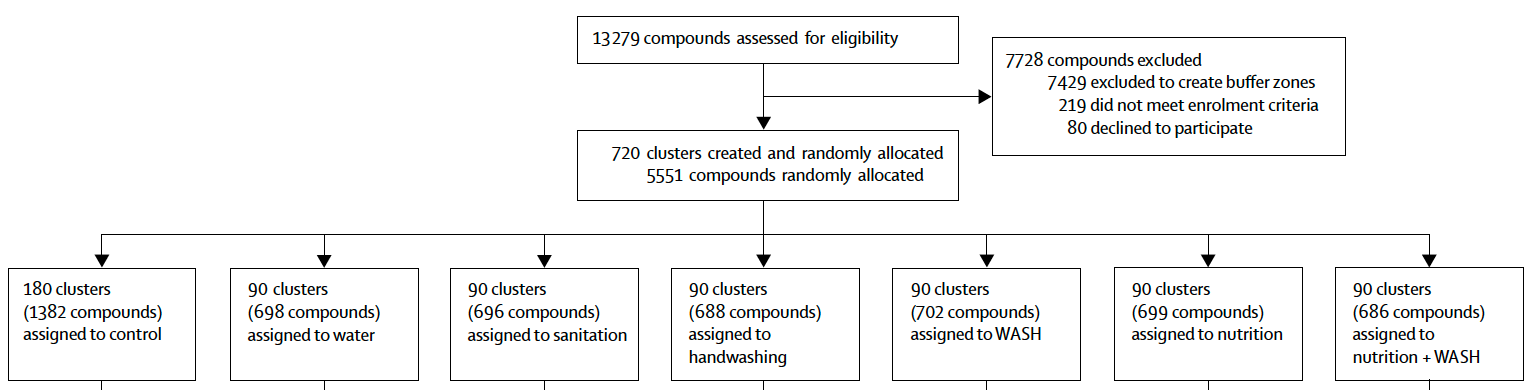 13279 compounds assessed for eligibility
7728 compounds excluded
7429 excluded to create buffer zones
219 did not meet enrolment criteria
80 declined to participate
720 clusters created and randomly allocated
5551 compounds randomly allocated
180 clusters
(1382 compounds)
assigned to control
90 clusters
(698 compounds)
assigned to water
90 clusters
(696 compounds)
assigned to sanitation
90 clusters
(688 compounds)
assigned to
handwashing
90 clusters
(702 compounds)
assigned to WASH
90 clusters
(699 compounds)
assigned to nutrition
90 clusters
(686 compounds)
assigned to
nutrition + WASH